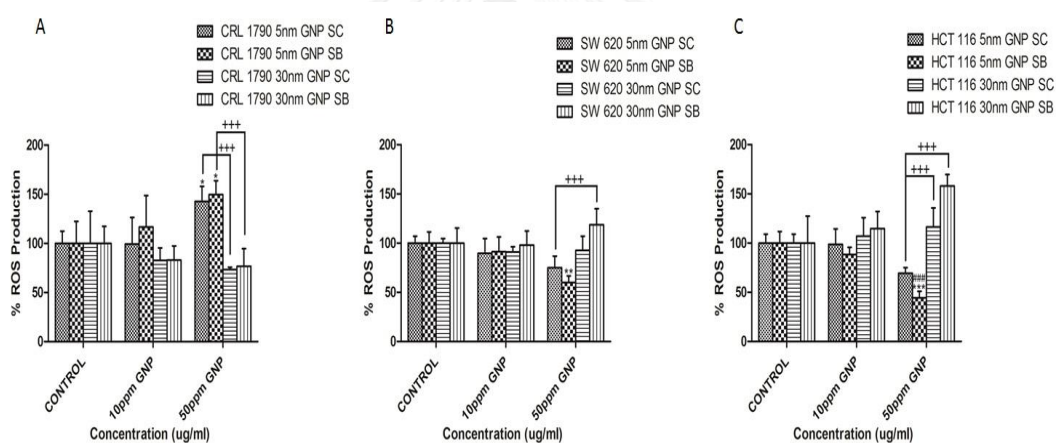 A
CRL 1790 5nm GNP SC
CRL 1790 5nm GNP SB
CRL 1790 30nm GNP SC
CRL 1790 30nm GNP SB
% ROS Production
200
150
100
50
0
+++
+++
*
*
CONTROL
10ppm GNP
50ppm GNP
Concentration (ug/ml)
B
SW 620 5nm GNP SC
SW 620 5nm GNP SB
SW 620 30nm GNP SC
SW 620 30nm GNP SB
% ROS Production
200
150
100
50
0
+++
**
CONTROL
10ppm GNP
50ppm GNP
Concentration (ug/ml)
C
HCT 116 5nm GNP SC
HCT 116 5nm GNP SB
HCT 116 30nm GNP SC
HCT 116 30nm GNP SB
% ROS Production
200
150
100
50
0
+++
+++
###
***
CONTROL
10ppm GNP
50ppm GNP
Concentration (ug/ml)